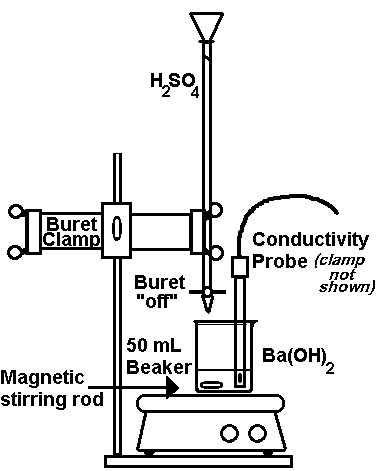 H₂SO₄
Buret
Clamp
Conductivity
Probe (clamp
not
shown)
Buret
"off"
50 mL
Beaker
Ba(OH)₂
Magnetic
stirring rod